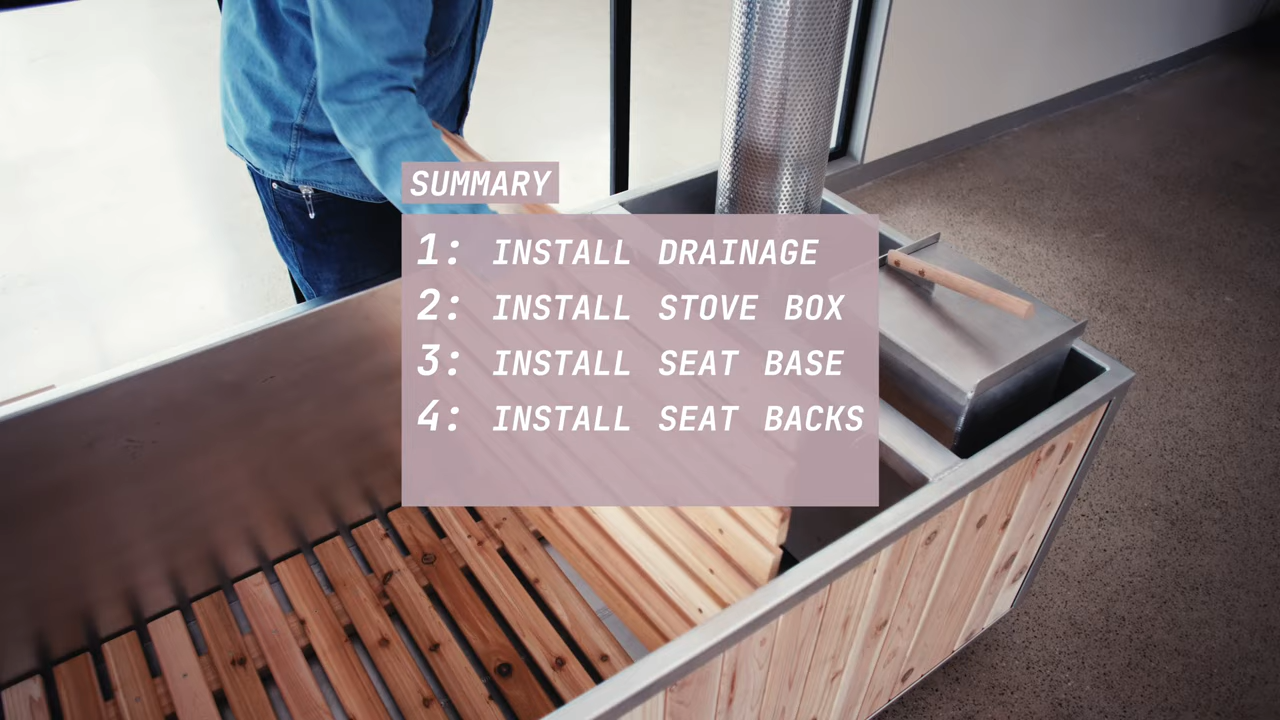 SUMMARY
1: INSTALL DRAINAGE
2: INSTALL STOVE BOX
3: INSTALL SEAT BASE
4: INSTALL SEAT BACKS